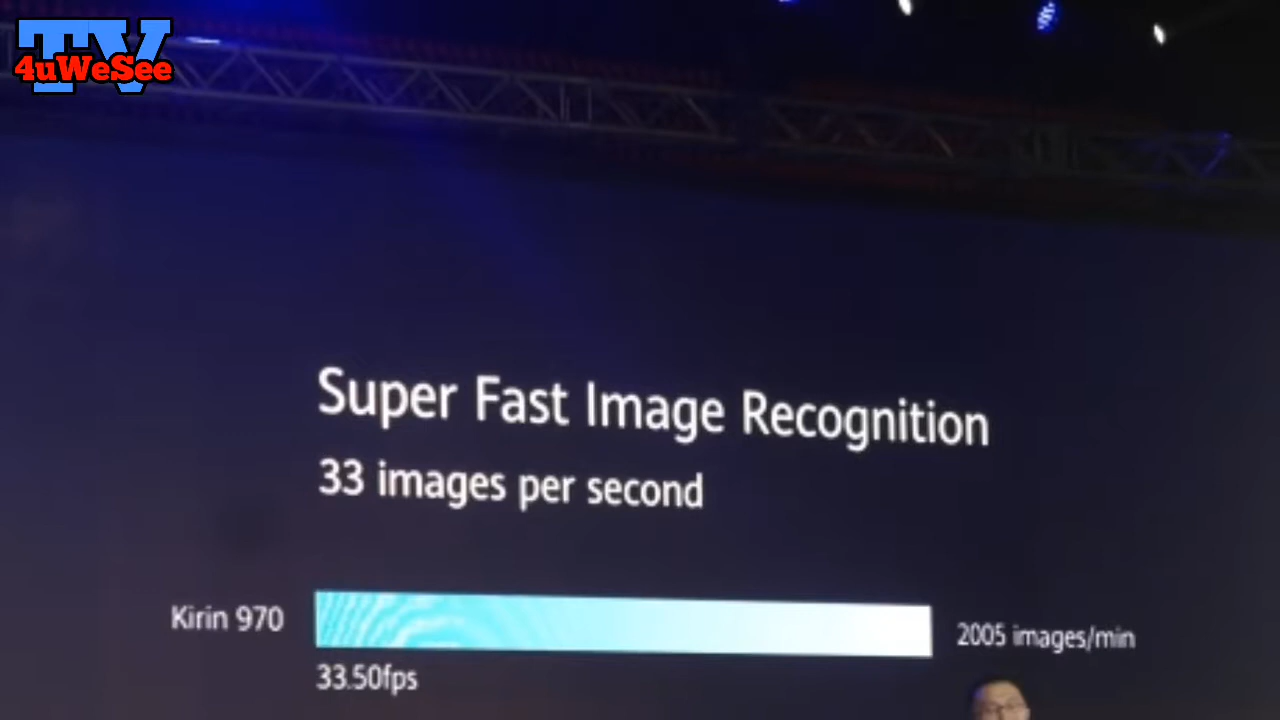 TV
4uWeSee
Super Fast Image Recognition
33 images per second
Kirin 970
2005 images/min
33.50fps